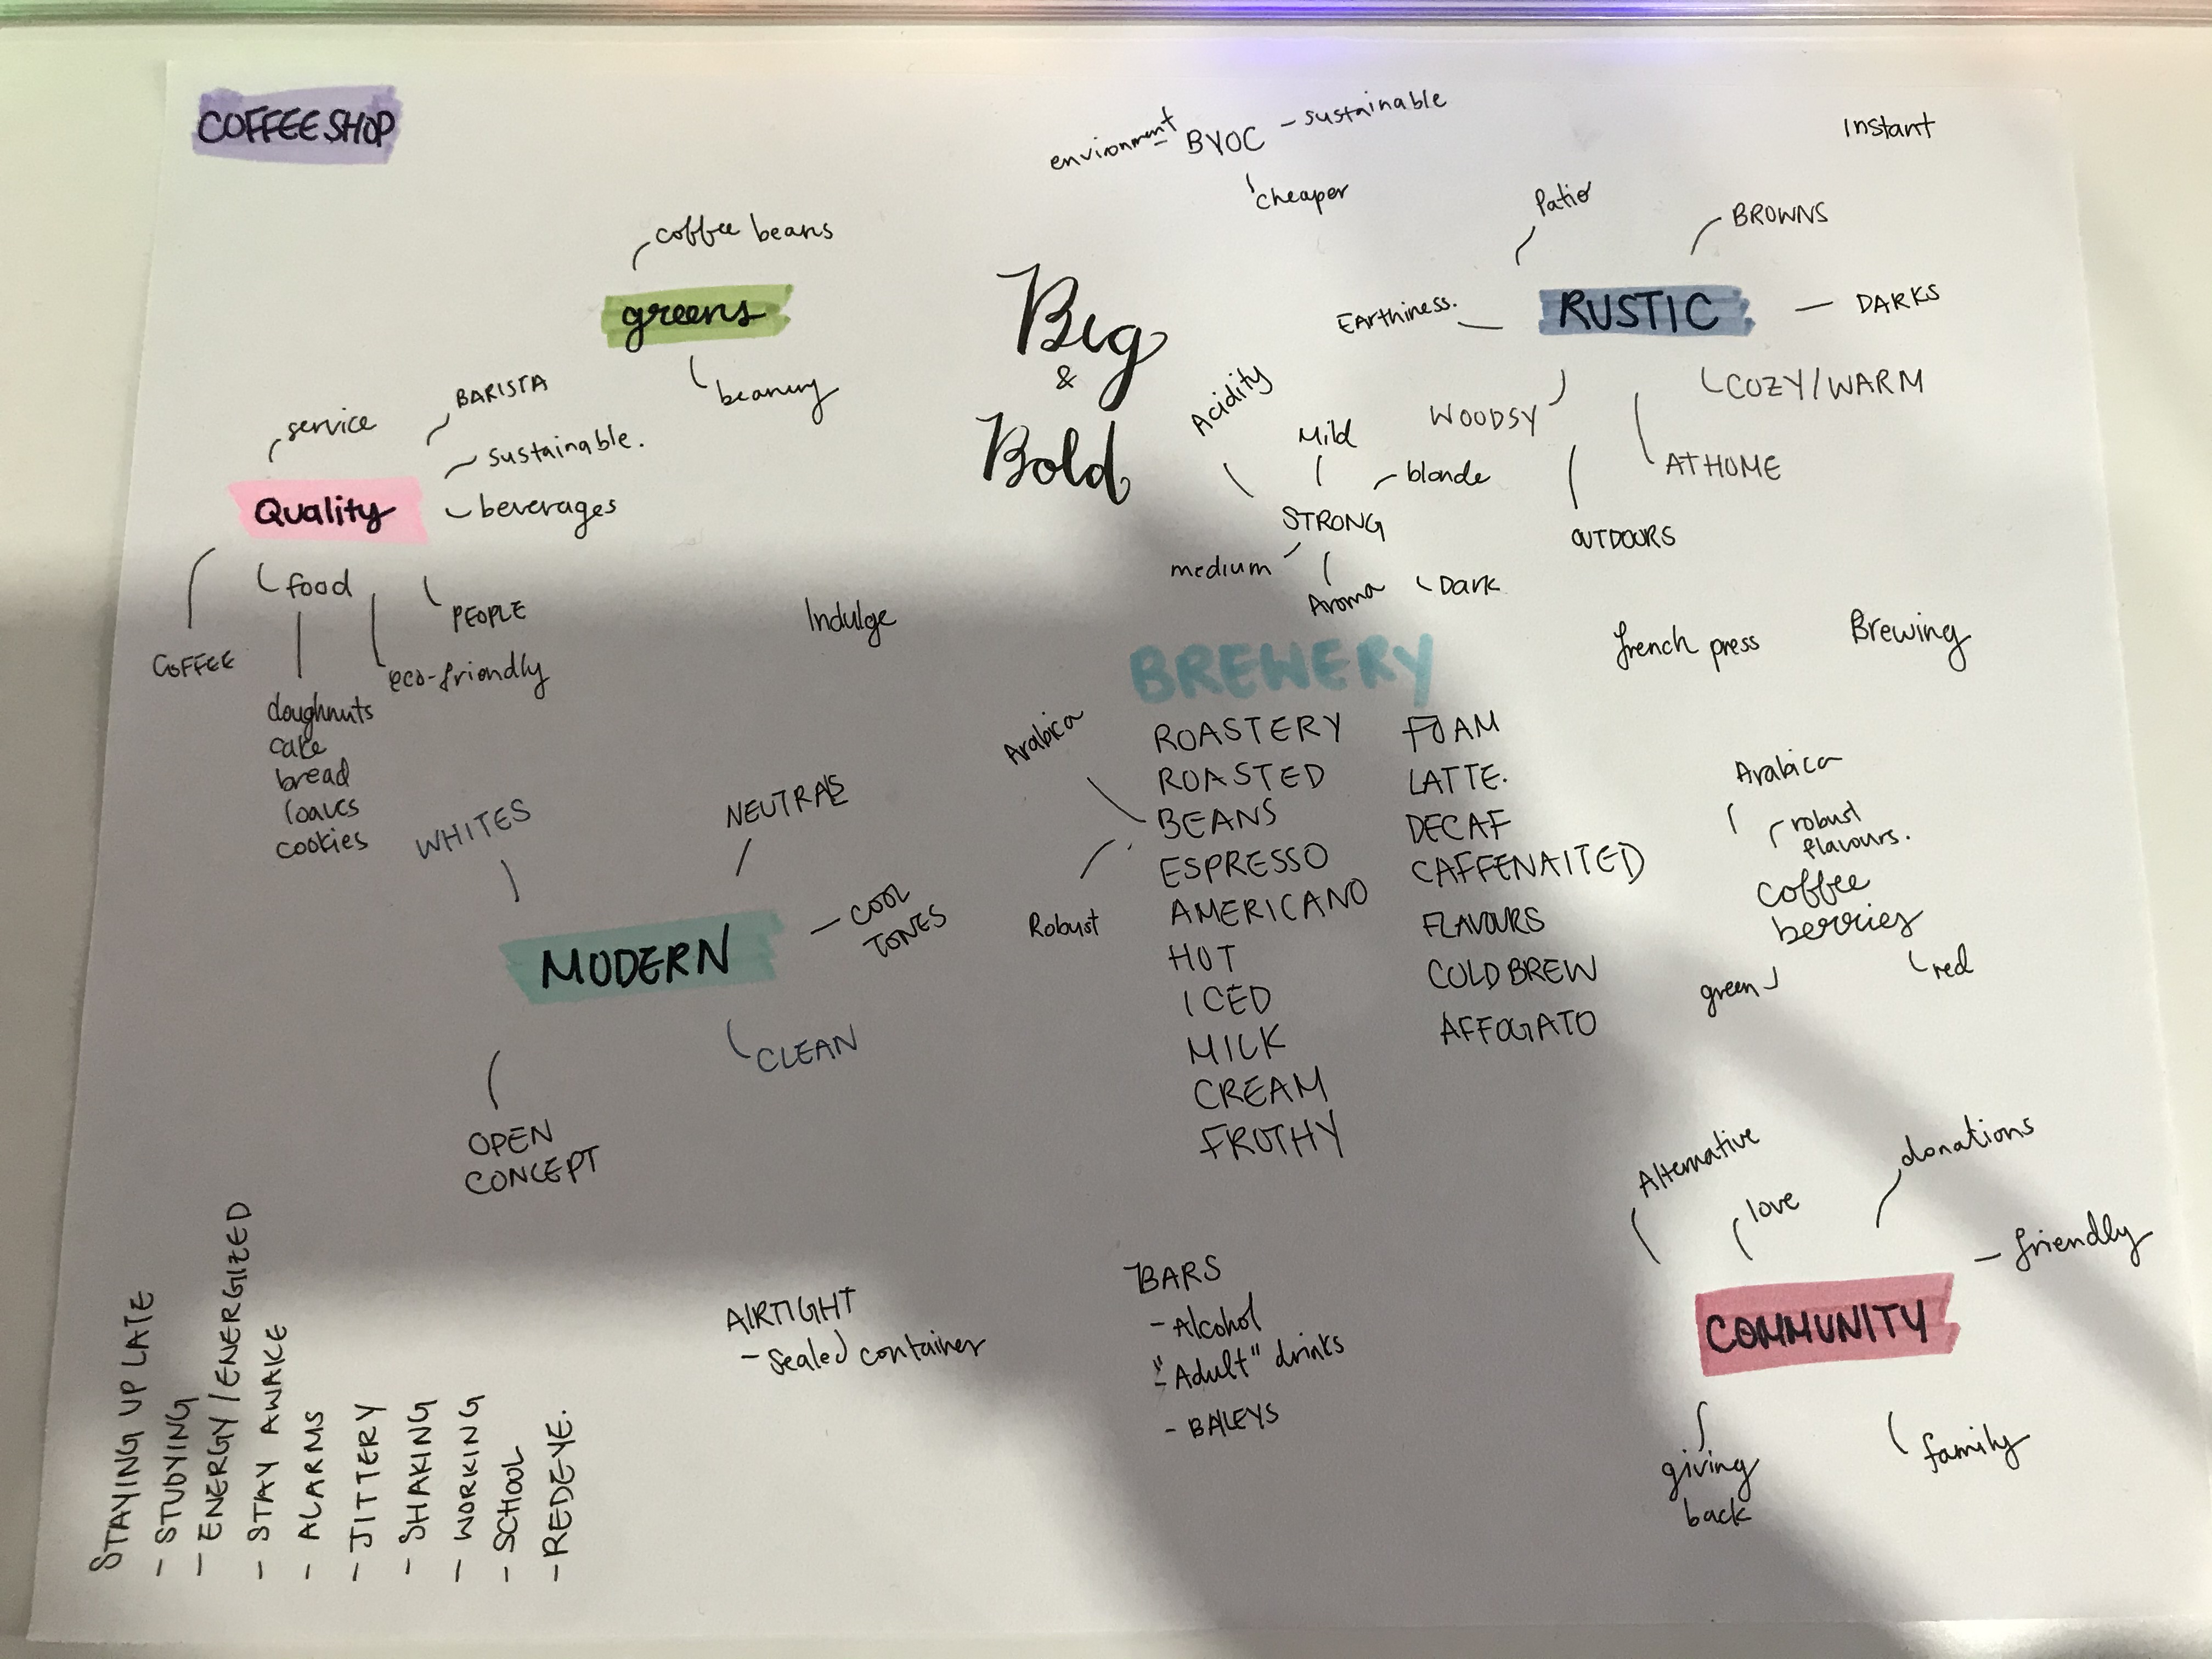 COFFEE SHOP
environment - BYOC - sustainable
cheaper
Instant
coffee beans
greens
beanery
Big
&
Bold
Patio
BROWNS
Earthiness.
RUSTIC
DARKS
WOODSY
COZY/WARM
AT HOME
OUTDOORS
service
BARISTA
sustainable.
Quality
beverages
food
PEOPLE
COFFEE
eco-friendly
doughnuts
cake
bread
loaves
cookies
Acidity
Mild
blonde
STRONG
medium
Aroma
Dark
Indulge
french press
Brewing
BREWERY
Arabica
Robust
ROASTERY
ROASTED
BEANS
ESPRESSO
AMERICANO
HOT
ICED
MILK
CREAM
FROTHY
FOAM
LATTE.
DECAF
CAFFENAITED
FLAVOURS
COLD BREW
AFFOGATO
Arabica
robust
flavours.
coffee
berries
green
red
WHITES
NEUTRALS
COOL
TONES
MODERN
CLEAN
OPEN
CONCEPT
Alternative
love
donations
friendly
COMMUNITY
giving
back
family
AIRTIGHT
- Sealed container
BARS
- Alcohol
- "Adult" drinks
- BAILEYS
STAYING UP LATE
- STUDYING
- ENERGY/ENERGIZED
- STAY AWAKE
- ALARMS
- JITTERY
- SHAKING
- WORKING
- SCHOOL
- REDEYE.